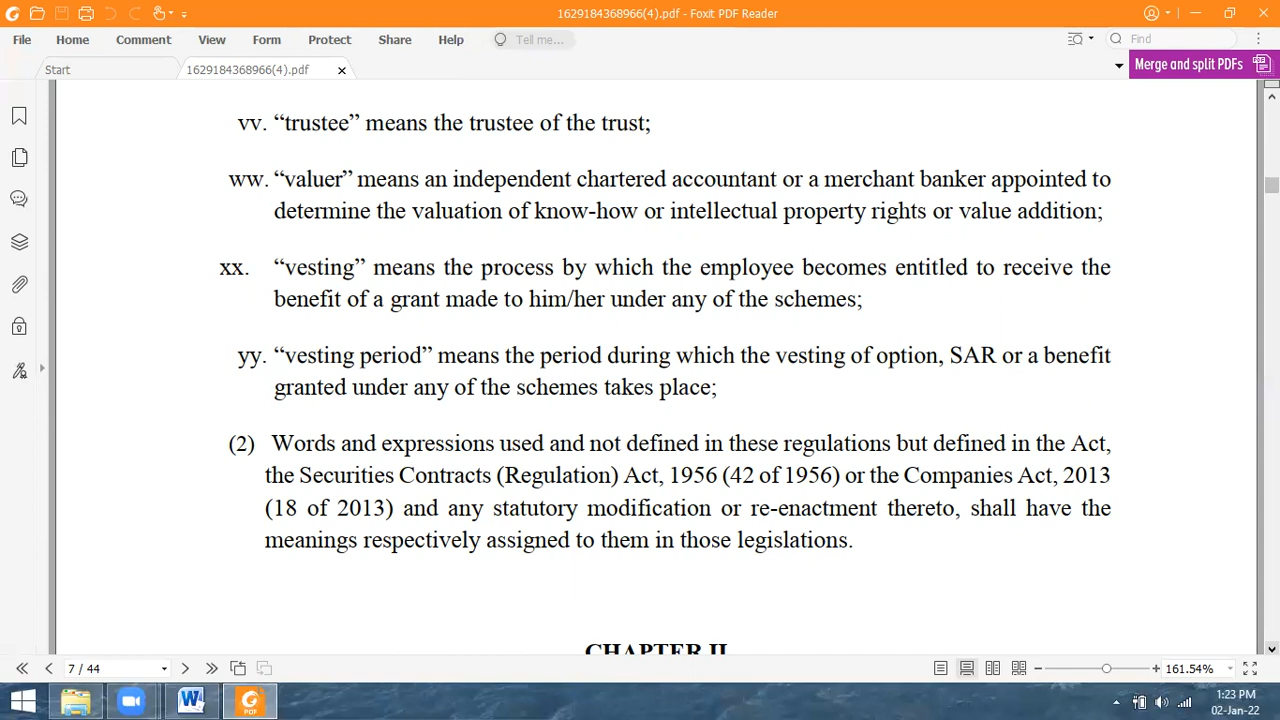 1629184368966(4).pdf - Foxit PDF Reader
File Home Comment View Form Protect Share Help Tell me... Find
Start 1629184368966(4).pdf Merge and split PDFs
vv. “trustee” means the trustee of the trust;
ww. “valuer” means an independent chartered accountant or a merchant banker appointed to
determine the valuation of know-how or intellectual property rights or value addition;
xx. “vesting” means the process by which the employee becomes entitled to receive the
benefit of a grant made to him/her under any of the schemes;
yy. “vesting period” means the period during which the vesting of option, SAR or a benefit
granted under any of the schemes takes place;
(2) Words and expressions used and not defined in these regulations but defined in the Act,
the Securities Contracts (Regulation) Act, 1956 (42 of 1956) or the Companies Act, 2013
(18 of 2013) and any statutory modification or re-enactment thereto, shall have the
meanings respectively assigned to them in those legislations.
CHAPTER II
7 / 44 161.54%
1:23 PM
02-Jan-22